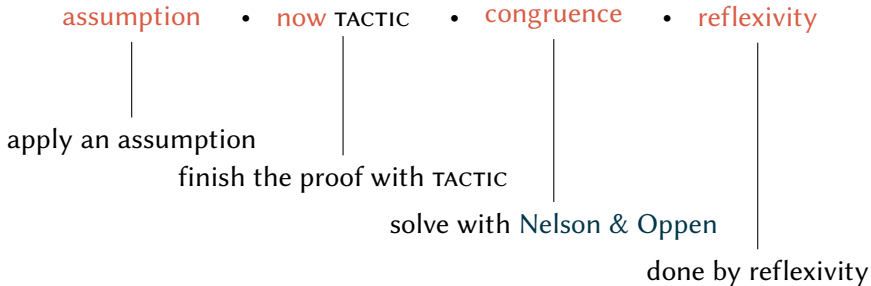 assumption • now TACTIC • congruence • reflexivity
apply an assumption
finish the proof with TACTIC
solve with Nelson & Oppen
done by reflexivity